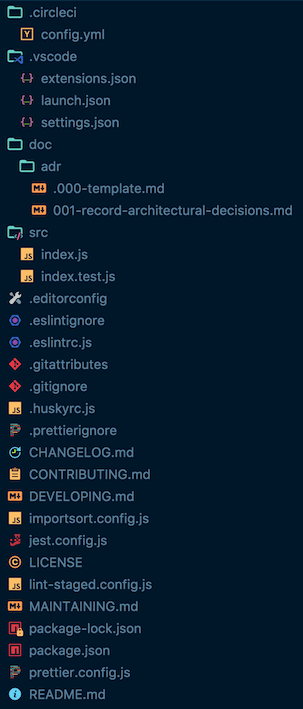 .circleci
config.yml
.vscode
extensions.json
launch.json
settings.json
doc
adr
.000-template.md
001-record-architectural-decisions.md
src
index.js
index.test.js
.editorconfig
.eslintignore
.eslintrc.js
.gitattributes
.gitignore
.huskyrc.js
.prettierignore
CHANGELOG.md
CONTRIBUTING.md
DEVELOPING.md
importsort.config.js
jest.config.js
LICENSE
lint-staged.config.js
MAINTAINING.md
package-lock.json
package.json
prettier.config.js
README.md